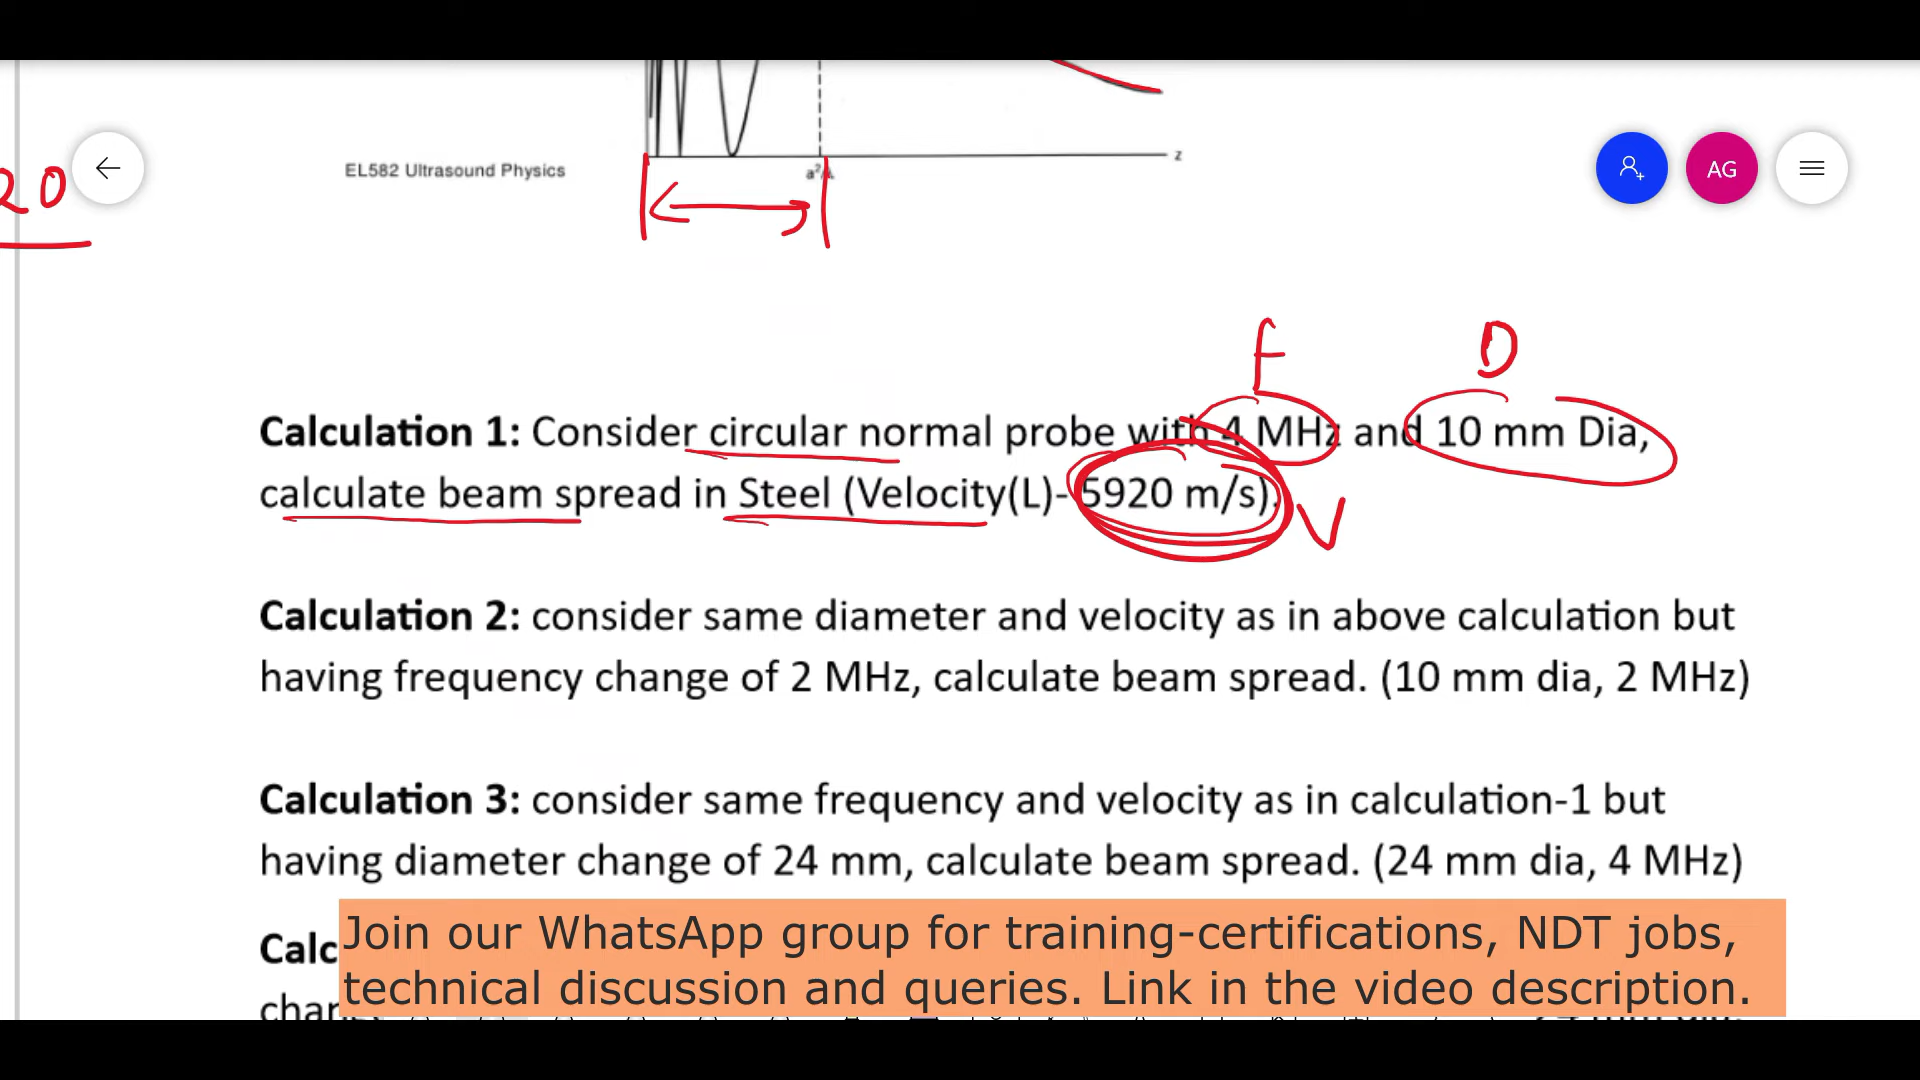 z
EL582 Ultrasound Physics
20
AG
F D
Calculation 1: Consider circular normal probe with 4 MHz and 10 mm Dia,
calculate beam spread in Steel (Velocity(L)- 5920 m/s).
V
Calculation 2: consider same diameter and velocity as in above calculation but
having frequency change of 2 MHz, calculate beam spread. (10 mm dia, 2 MHz)
Calculation 3: consider same frequency and velocity as in calculation-1 but
having diameter change of 24 mm, calculate beam spread. (24 mm dia, 4 MHz)
Calc
Join our WhatsApp group for training-certifications, NDT jobs,
technical discussion and queries. Link in the video description.